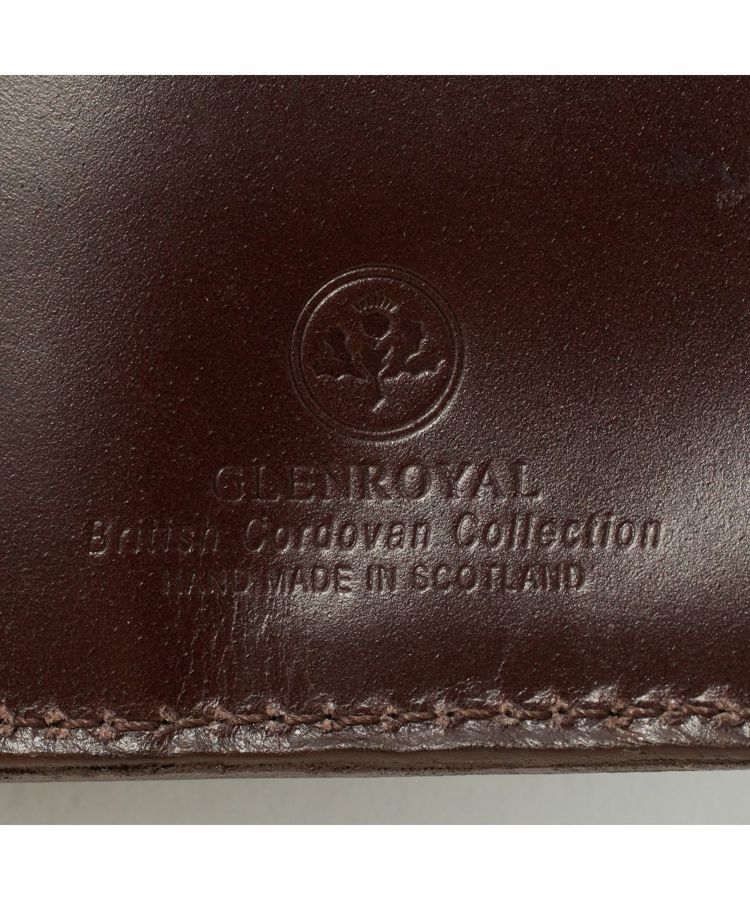 GLENROYAL
British Cordovan Collection
HAND MADE IN SCOTLAND